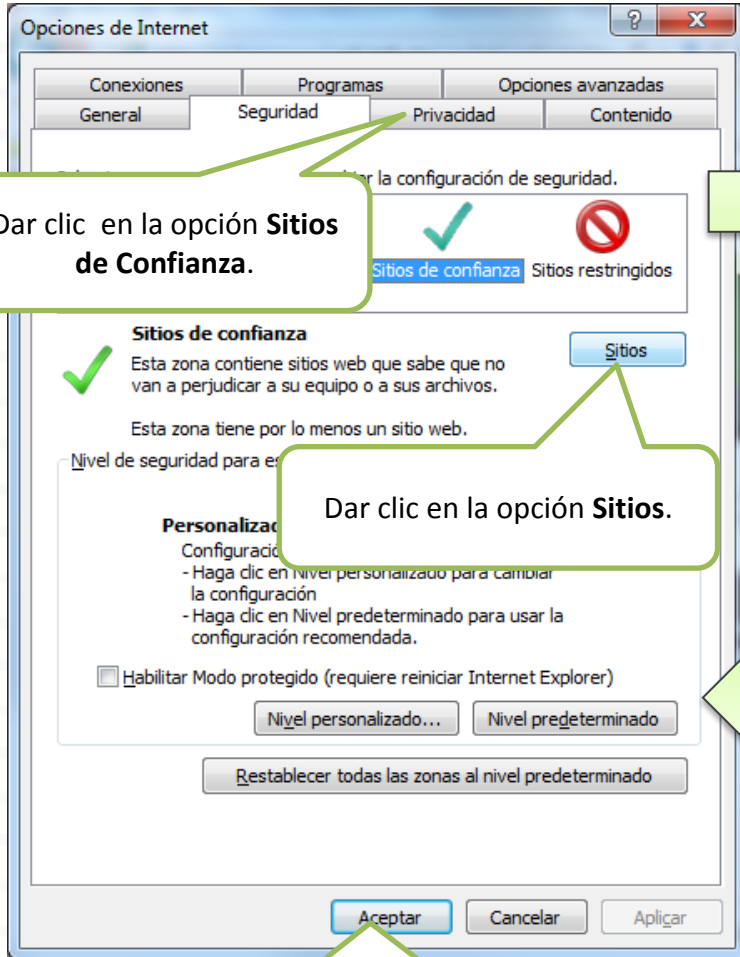 Opciones de Internet
Conexiones Programas Opciones avanzadas
General Seguridad Privacidad Contenido
la configuración de seguridad.
Dar clic en la opción Sitios
de Confianza.
Sitios de confianza Sitios restringidos
Sitios de confianza
Esta zona contiene sitios web que sabe que no
van a perjudicar a su equipo o a sus archivos.
Sitios
Esta zona tiene por lo menos un sitio web.
Nivel de seguridad para
Dar clic en la opción Sitios.
- Haga clic en Nivel personalizado para cambiar
la configuración
- Haga clic en Nivel predeterminado para usar la
configuración recomendada.
Habilitar Modo protegido (requiere reiniciar Internet Explorer)
Nivel personalizado... Nivel predeterminado
Restablecer todas las zonas al nivel predeterminado
Aceptar Cancelar Aplicar